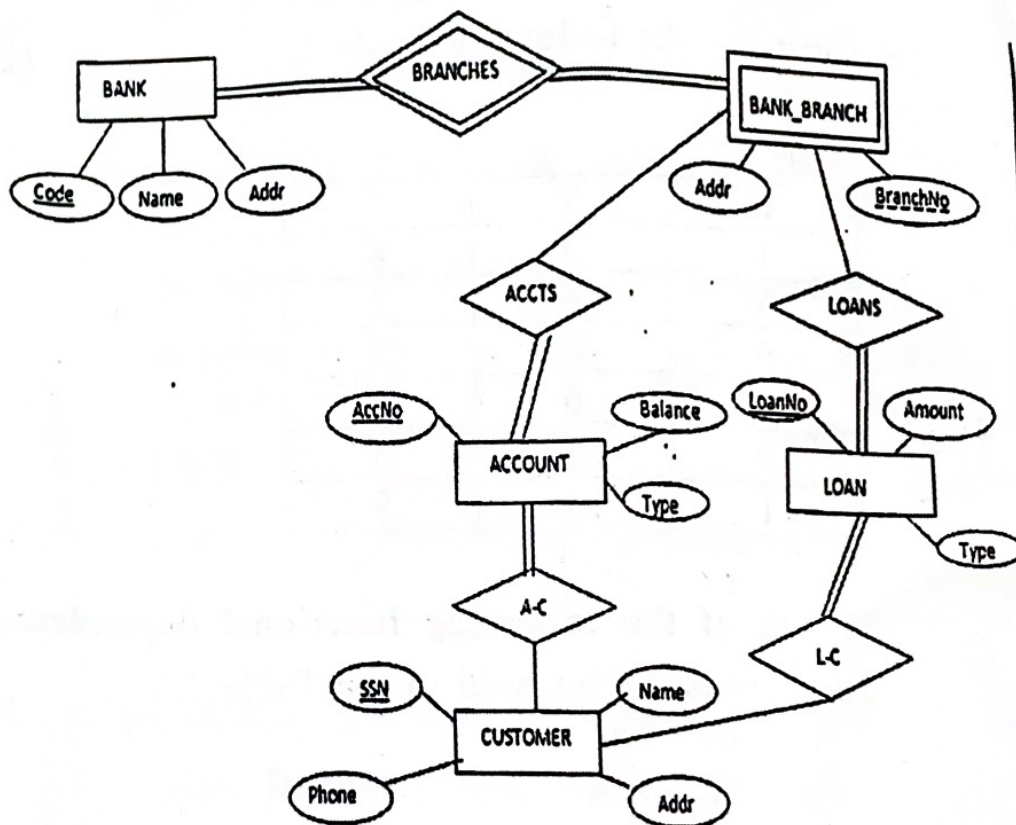 BRANCHES
BANK
BANK_BRANCH
Code
Name
Addr
Addr
BranchNo
ACCTS
LOANS
AccNo
Balance
LoanNo
Amount
ACCOUNT
LOAN
Type
Type
A-C
L-C
SSN
Name
CUSTOMER
Phone
Addr